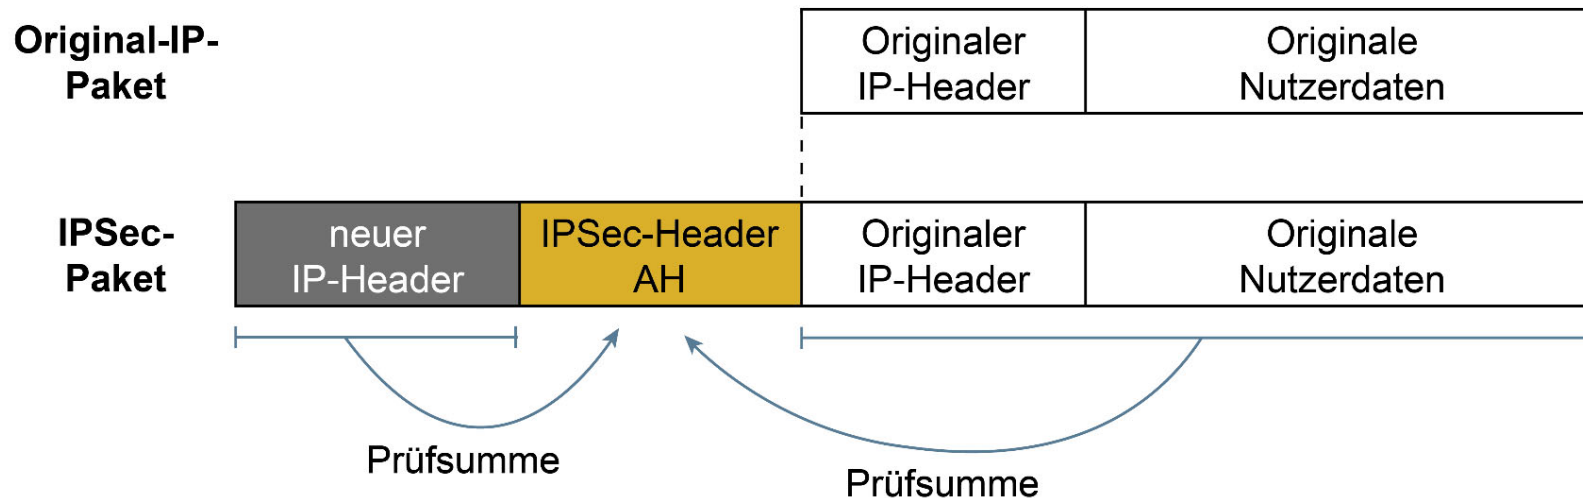 Original-IP-
Paket
Originaler
IP-Header
Originale
Nutzerdaten
IPSec-
Paket
neuer
IP-Header
IPSec-Header
AH
Originaler
IP-Header
Originale
Nutzerdaten
Prüfsumme
Prüfsumme